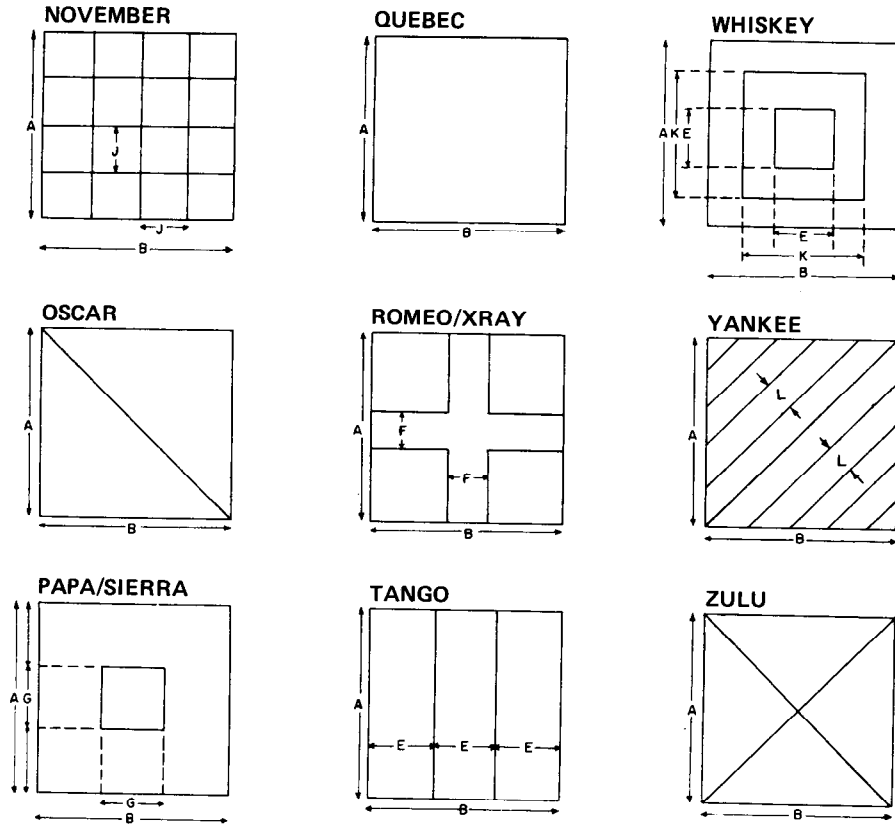 NOVEMBER
A
J
J
B
QUEBEC
A
B
WHISKEY
A K E
E
K
B
OSCAR
A
B
ROMEO/XRAY
A
F
F
B
YANKEE
A
L
L
B
PAPA/SIERRA
A G
G
B
TANGO
A
E E E
B
ZULU
A
B